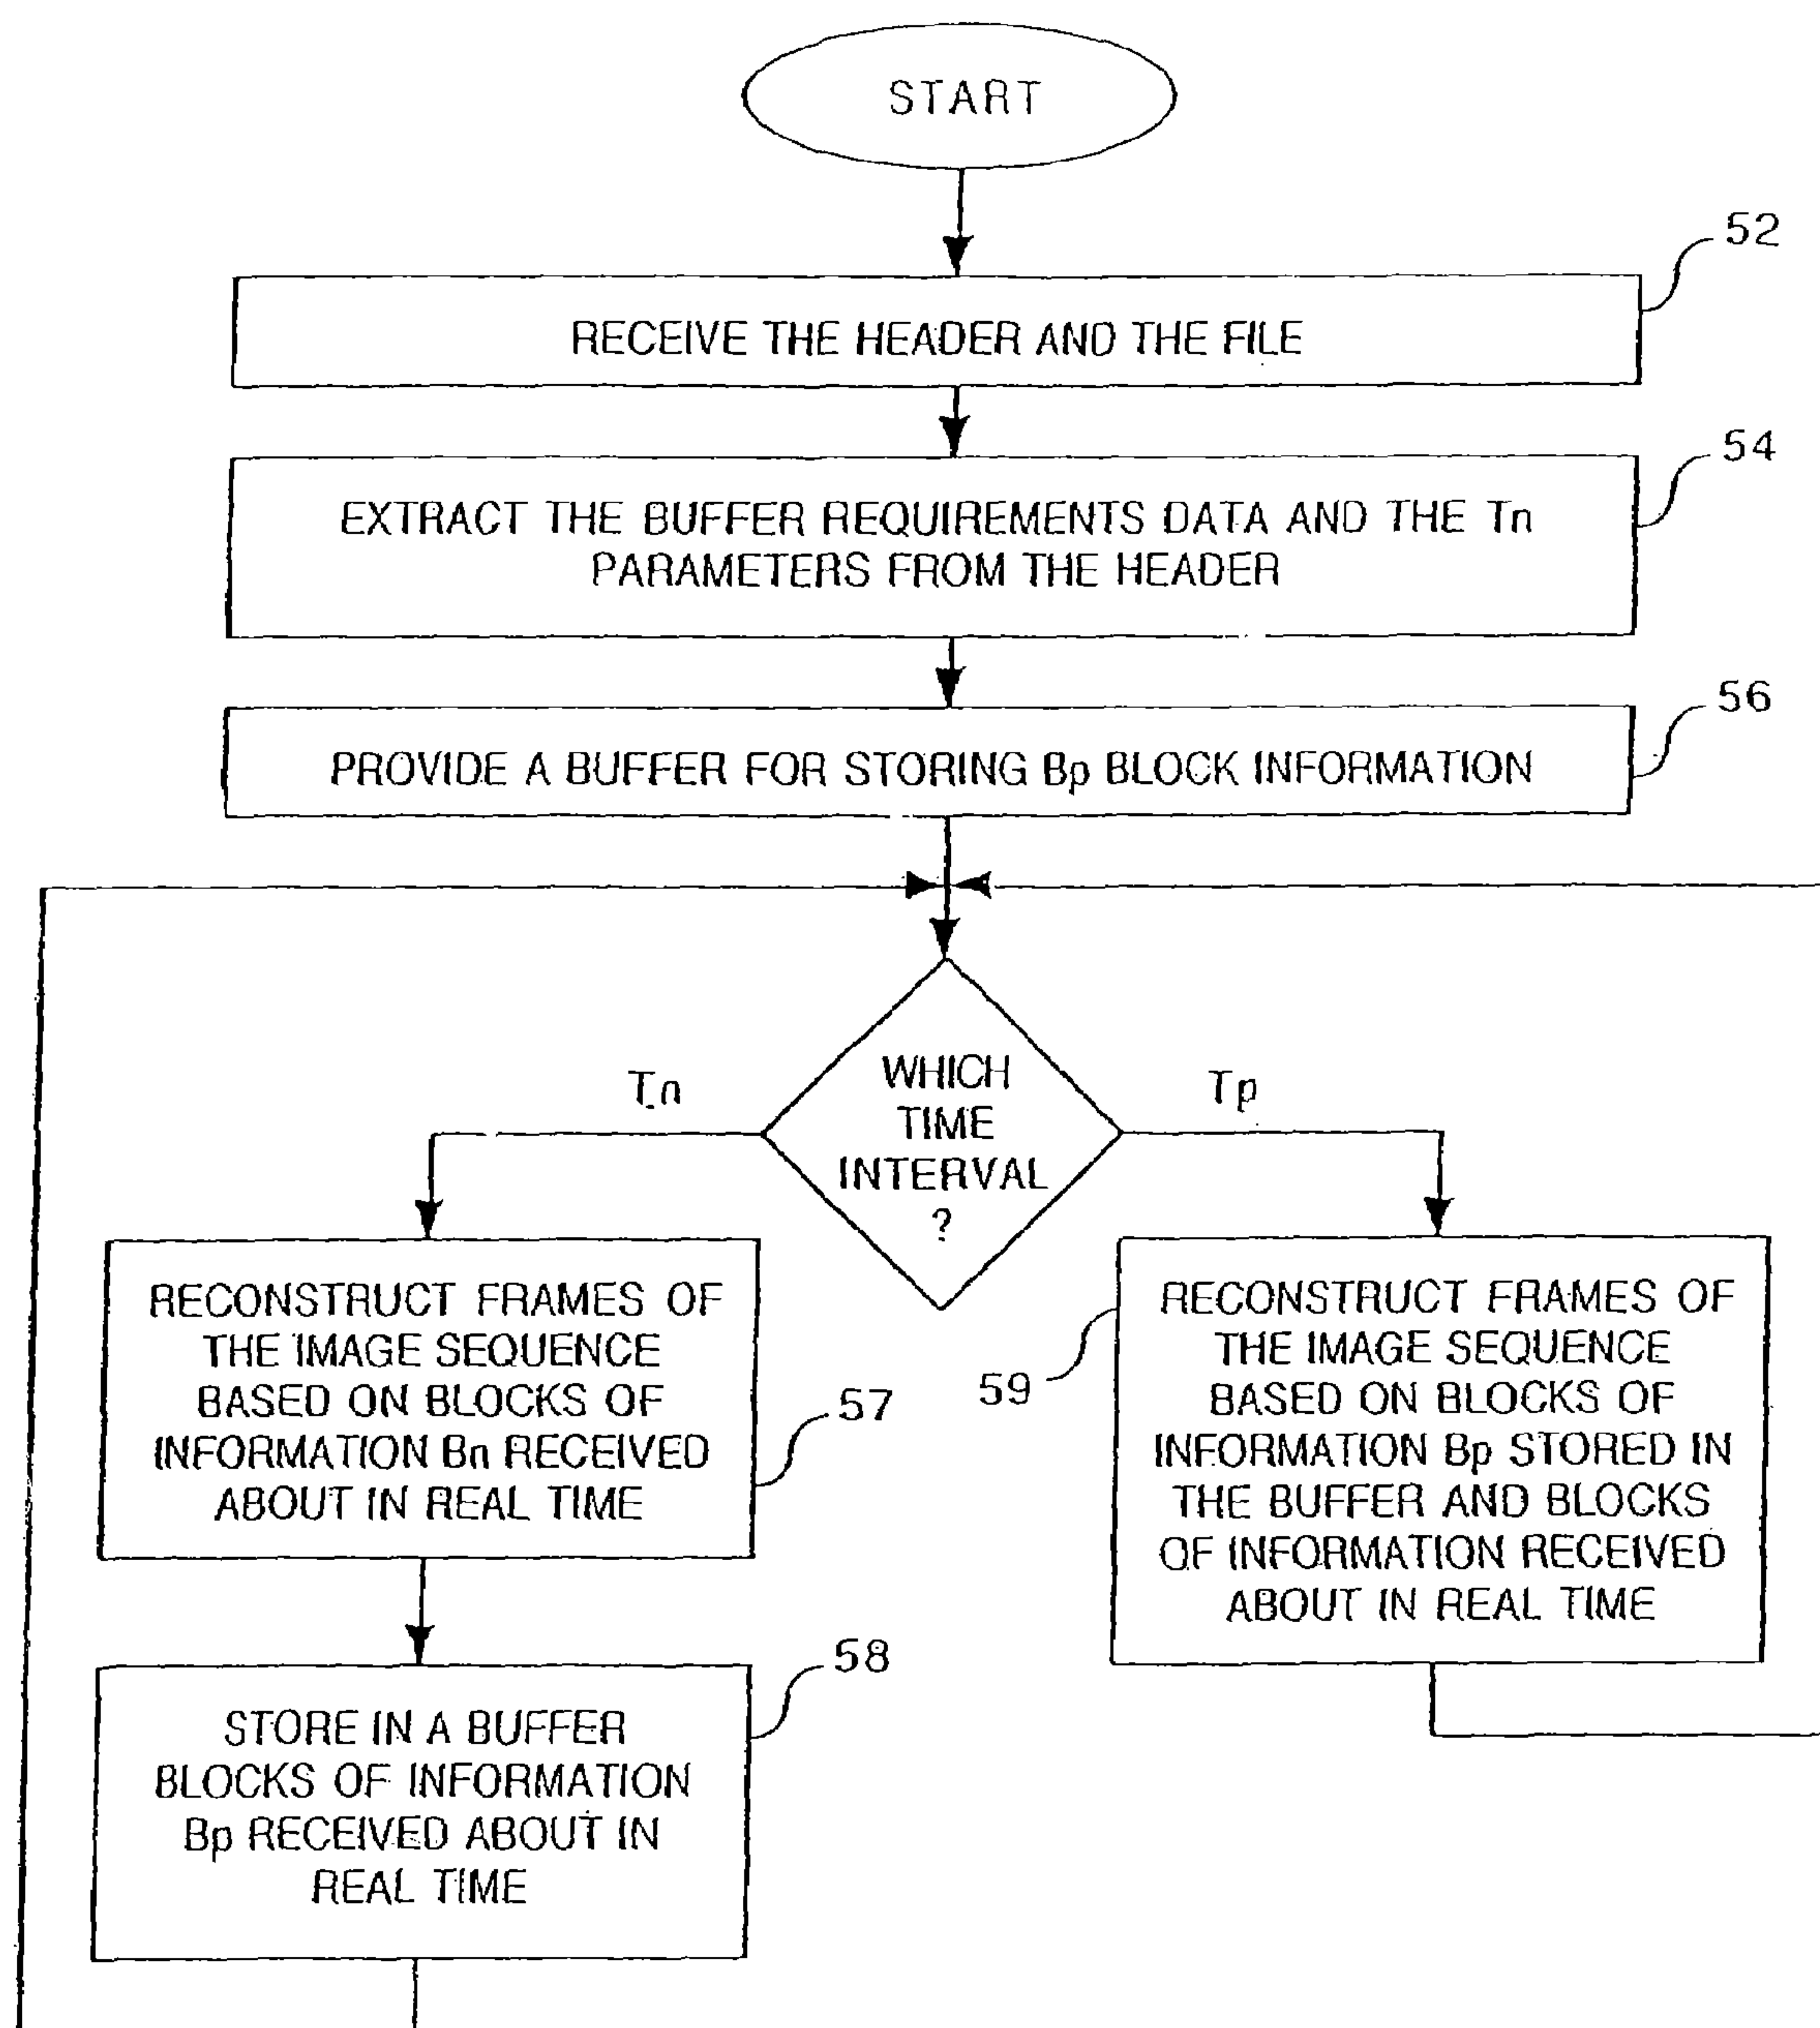 START
52
RECEIVE THE HEADER AND THE FILE
54
EXTRACT THE BUFFER REQUIREMENTS DATA AND THE Tn
PARAMETERS FROM THE HEADER
56
PROVIDE A BUFFER FOR STORING Bp BLOCK INFORMATION
WHICH
TIME
INTERVAL
?
Tn
Tp
RECONSTRUCT FRAMES OF
THE IMAGE SEQUENCE
BASED ON BLOCKS OF
INFORMATION Bn RECEIVED
ABOUT IN REAL TIME
57
59
RECONSTRUCT FRAMES OF
THE IMAGE SEQUENCE
BASED ON BLOCKS OF
INFORMATION Bp STORED IN
THE BUFFER AND BLOCKS
OF INFORMATION RECEIVED
ABOUT IN REAL TIME
58
STORE IN A BUFFER
BLOCKS OF INFORMATION
Bp RECEIVED ABOUT IN
REAL TIME